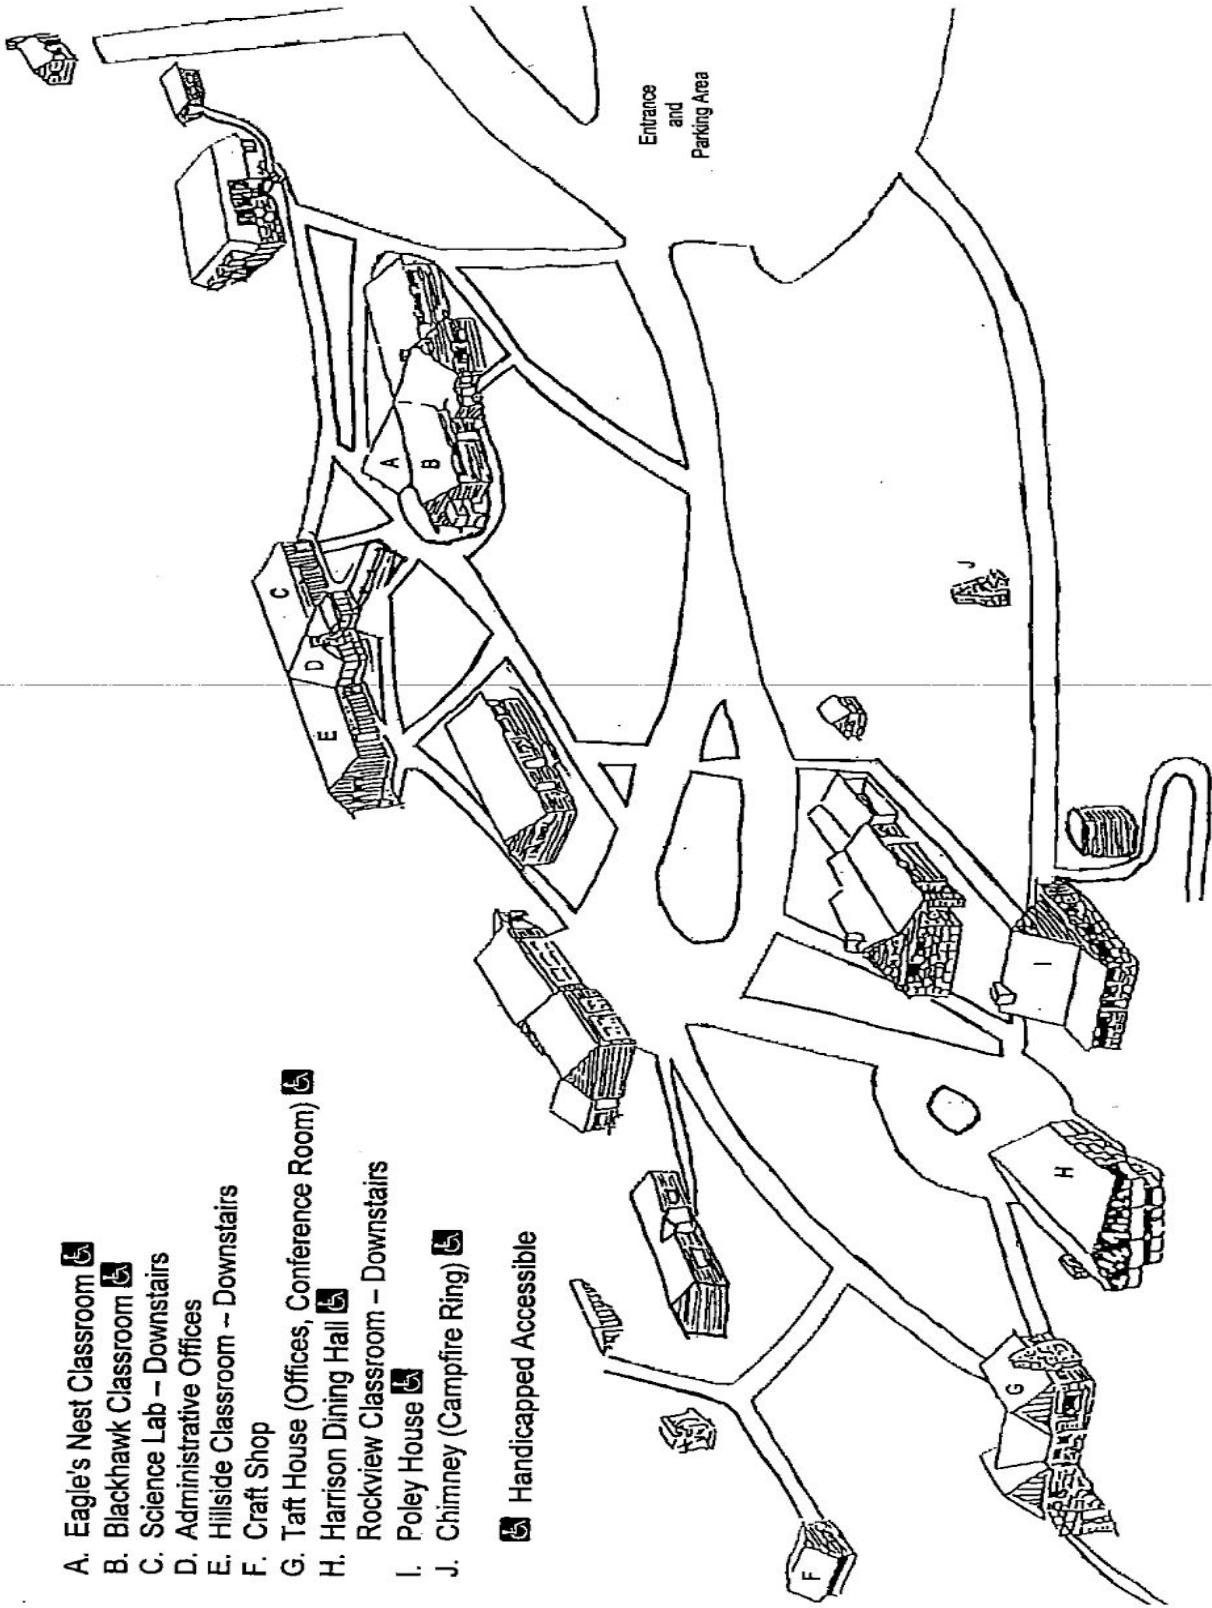 A. Eagle's Nest Classroom ♿
B. Blackhawk Classroom ♿
C. Science Lab – Downstairs
D. Administrative Offices
E. Hillside Classroom – Downstairs
F. Craft Shop
G. Taft House (Offices, Conference Room) ♿
H. Harrison Dining Hall ♿
Rockview Classroom – Downstairs
I. Poley House ♿
J. Chimney (Campfire Ring) ♿
♿ Handicapped Accessible
Entrance
and
Parking Area
C
D
E
A
B
J
I
H
G
F